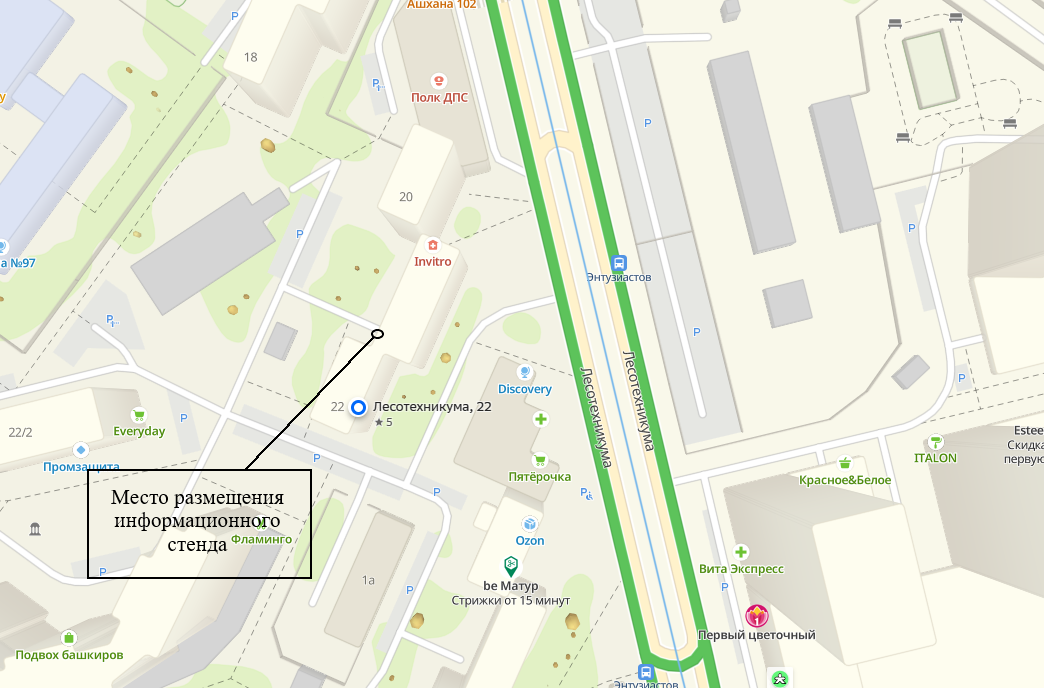 Ашхана 102
P
18
P
Полк ДПС
P
у
20
P
P
а №97
Invitro
Энтузиастов
P
P
Лесотехникума
Лесотехникума
Discovery
P
22
Лесотехникума, 22
★ 5
P
Everyday
22/2
Промзащита
P
Пятёрочка
P
P
Красное&Белое
ITALON
Estee
Скидка
первую
Место размещения
информационного
стенда
Фламинго
Ozon
P
1а
be Матур
Стрижки от 15 минут
Вита Экспресс
P
1
Первый цветочный
Подвох башкиров
Энтузиастов